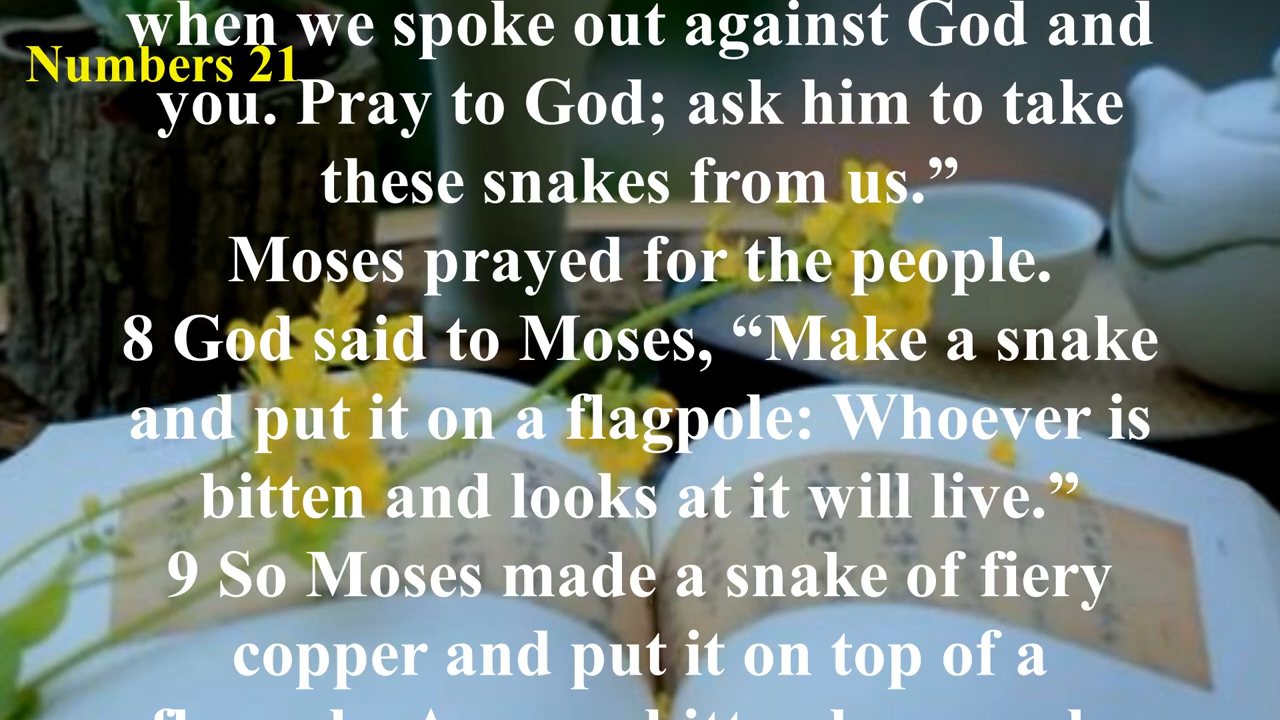 when we spoke out against God and
Numbers 21
you. Pray to God; ask him to take
these snakes from us.”
Moses prayed for the people.
8 God said to Moses, “Make a snake
and put it on a flagpole: Whoever is
bitten and looks at it will live.”
9 So Moses made a snake of fiery
copper and put it on top of a